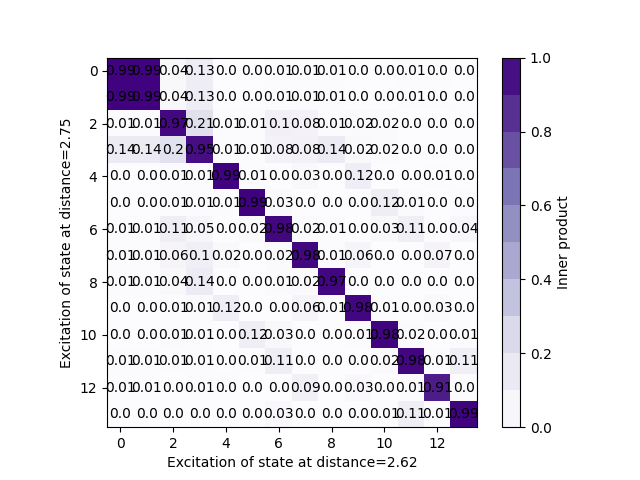 0 0.99 0.99 0.04 0.13 0.0 0.0 0.01 0.01 0.01 0.0 0.0 0.01 0.0 0.0
0.99 0.99 0.04 0.13 0.0 0.0 0.01 0.01 0.01 0.0 0.0 0.01 0.0 0.0
2 0.01 0.01 0.97 0.21 0.01 0.01 0.1 0.08 0.01 0.02 0.02 0.0 0.0 0.0
0.14 0.14 0.2 0.95 0.01 0.01 0.08 0.08 0.14 0.02 0.02 0.0 0.0 0.0
4 0.0 0.0 0.01 0.01 0.99 0.01 0.0 0.03 0.0 0.12 0.0 0.0 0.01 0.0
0.0 0.0 0.01 0.01 0.01 0.99 0.03 0.0 0.0 0.0 0.12 0.01 0.0 0.0
6 0.01 0.01 0.11 0.05 0.0 0.02 0.98 0.02 0.01 0.0 0.03 0.11 0.0 0.04
0.01 0.01 0.06 0.1 0.02 0.0 0.02 0.98 0.01 0.06 0.0 0.0 0.07 0.0
8 0.01 0.01 0.04 0.14 0.0 0.0 0.01 0.02 0.97 0.0 0.0 0.0 0.0 0.0
0.0 0.0 0.01 0.01 0.12 0.0 0.0 0.06 0.01 0.98 0.01 0.0 0.03 0.0
10 0.0 0.0 0.01 0.01 0.0 0.12 0.03 0.0 0.0 0.01 0.98 0.02 0.0 0.01
0.01 0.01 0.01 0.01 0.0 0.01 0.11 0.0 0.0 0.0 0.02 0.98 0.01 0.11
12 0.01 0.01 0.0 0.01 0.0 0.0 0.0 0.09 0.0 0.03 0.0 0.01 0.91 0.0
0.0 0.0 0.0 0.0 0.0 0.0 0.03 0.0 0.0 0.0 0.0 0.11 0.01 0.99
0 2 4 6 8 10 12
Excitation of state at distance=2.62
Excitation of state at distance=2.75
1.0
0.8
0.6
0.4
0.2
0.0
Inner product